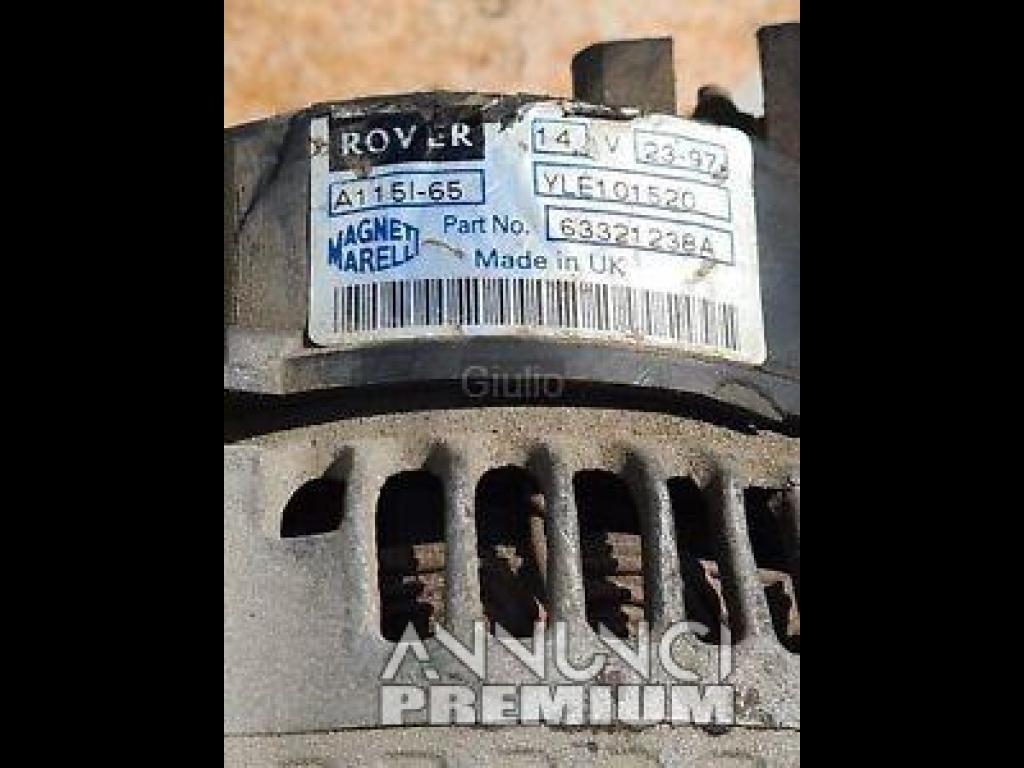 ROVER 14 V 23-97
A115I-65 YLE101520
MAGNETI MARELLI Part No. 63321238A
Made in UK
Giulio
ANNUNCI
PREMIUM